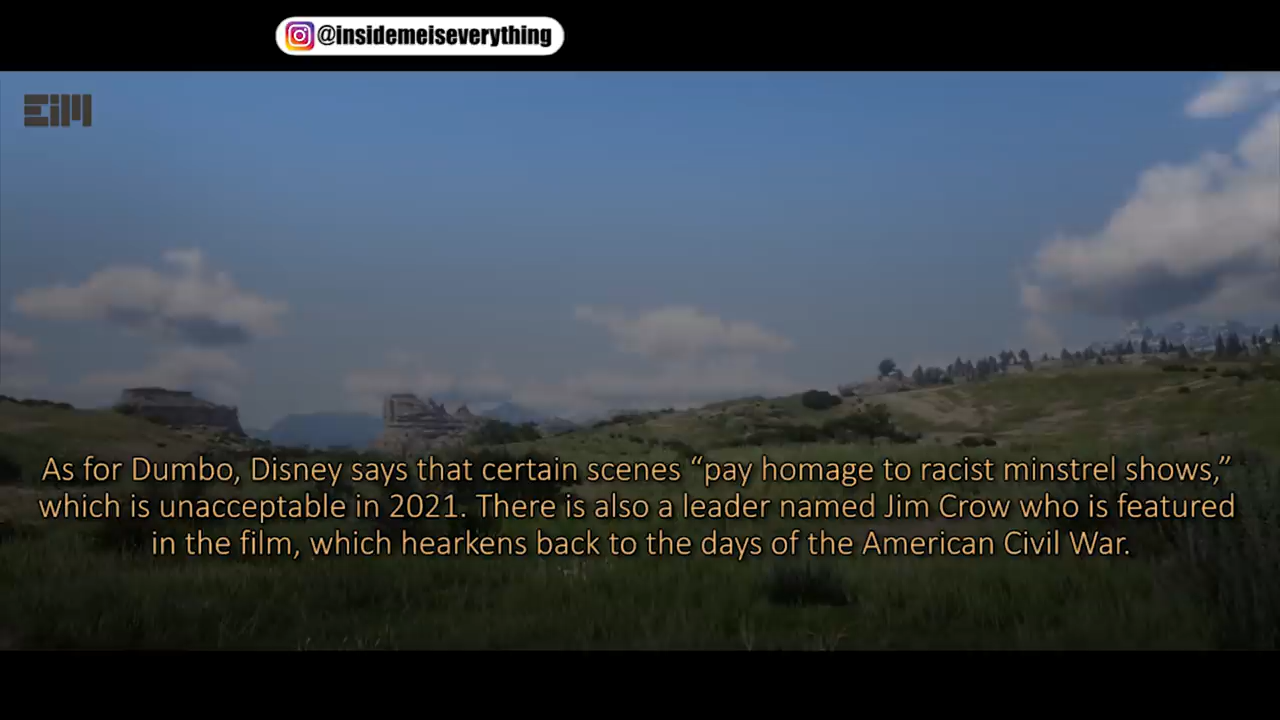 @insidemeiseverything
EiM
As for Dumbo, Disney says that certain scenes “pay homage to racist minstrel shows,”
which is unacceptable in 2021. There is also a leader named Jim Crow who is featured
in the film, which hearkens back to the days of the American Civil War.